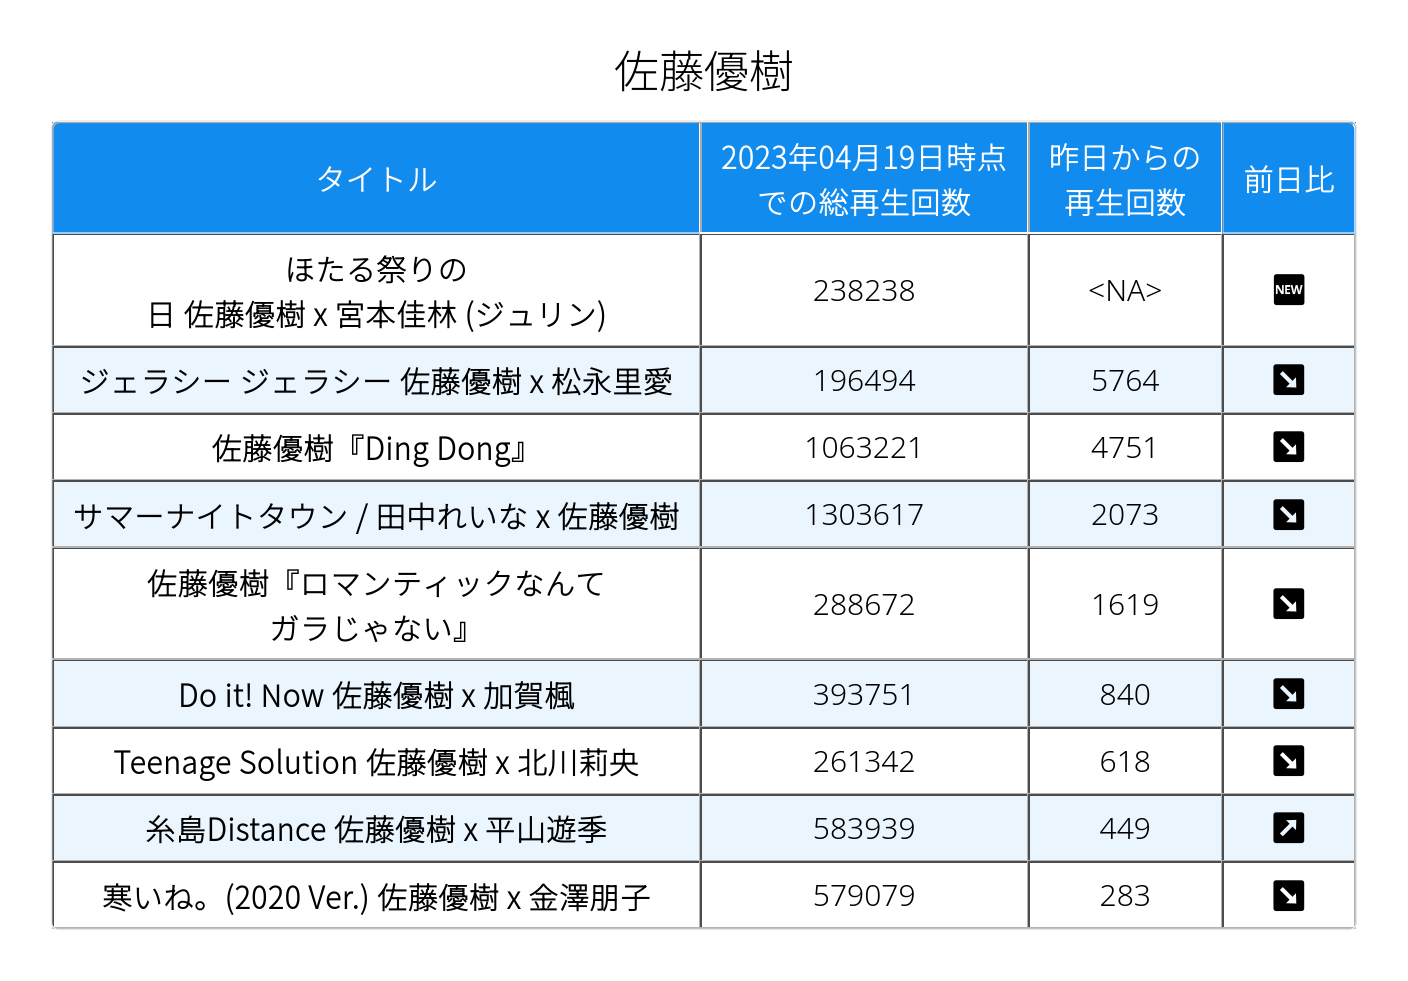 佐藤優樹
タイトル
2023年04月19日時点
での総再生回数
昨日からの
再生回数
前日比
ほたる祭りの
日 佐藤優樹 x 宮本佳林 (ジュリン)
238238
<NA>
NEW
ジェラシー ジェラシー 佐藤優樹 x 松永里愛
196494
5764
佐藤優樹『Ding Dong』
1063221
4751
サマーナイトタウン / 田中れいな x 佐藤優樹
1303617
2073
佐藤優樹『ロマンティックなんて
ガラじゃない』
288672
1619
Do it! Now 佐藤優樹 x 加賀楓
393751
840
Teenage Solution 佐藤優樹 x 北川莉央
261342
618
糸島Distance 佐藤優樹 x 平山遊季
583939
449
寒いね。(2020 Ver.) 佐藤優樹 x 金澤朋子
579079
283